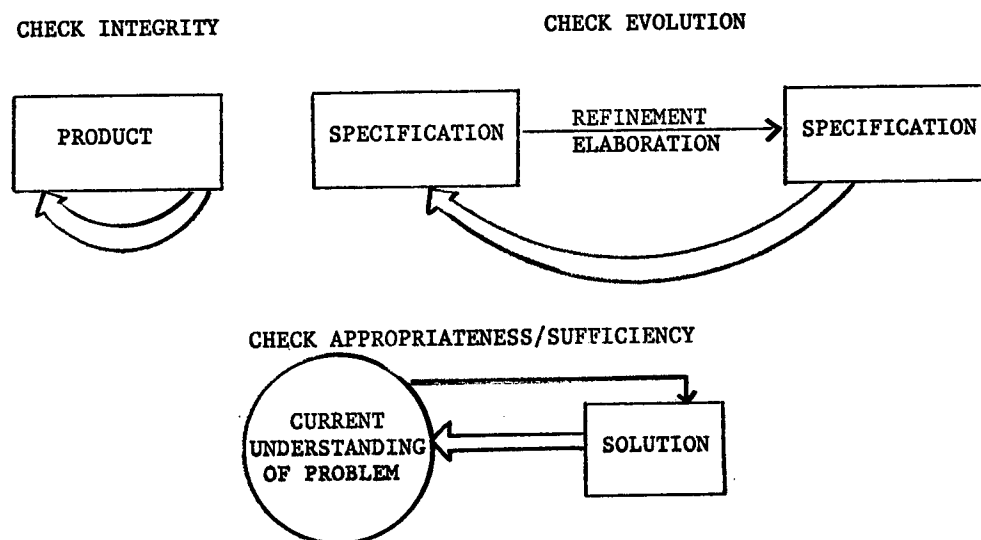 CHECK INTEGRITY
CHECK EVOLUTION
PRODUCT
SPECIFICATION
REFINEMENT
ELABORATION
SPECIFICATION
CHECK APPROPRIATENESS/SUFFICIENCY
CURRENT
UNDERSTANDING
OF PROBLEM
SOLUTION